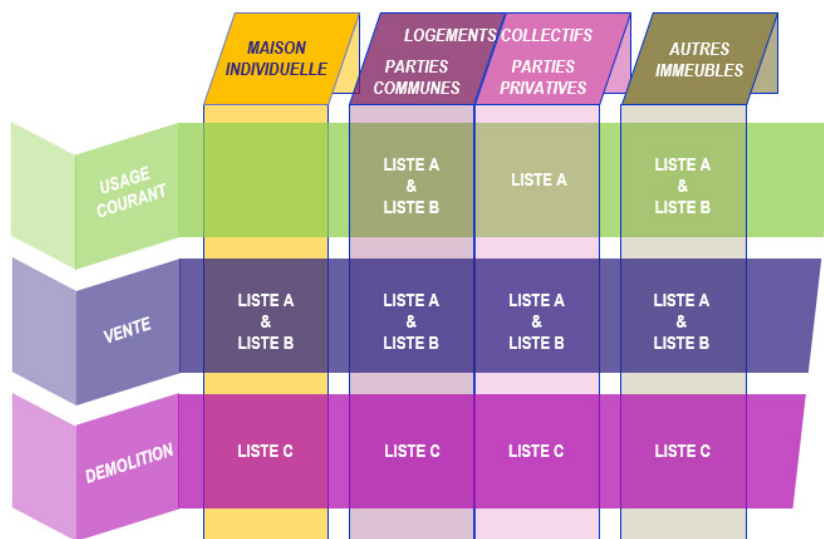 MAISON
INDIVIDUELLE
LOGEMENTS COLLECTIFS
PARTIES
COMMUNES
PARTIES
PRIVATIVES
AUTRES
IMMEUBLES
USAGE
COURANT
LISTE A
&
LISTE B
LISTE A
LISTE A
&
LISTE B
VENTE
LISTE A
&
LISTE B
LISTE A
&
LISTE B
LISTE A
&
LISTE B
LISTE A
&
LISTE B
DEMOLITION
LISTE C
LISTE C
LISTE C
LISTE C